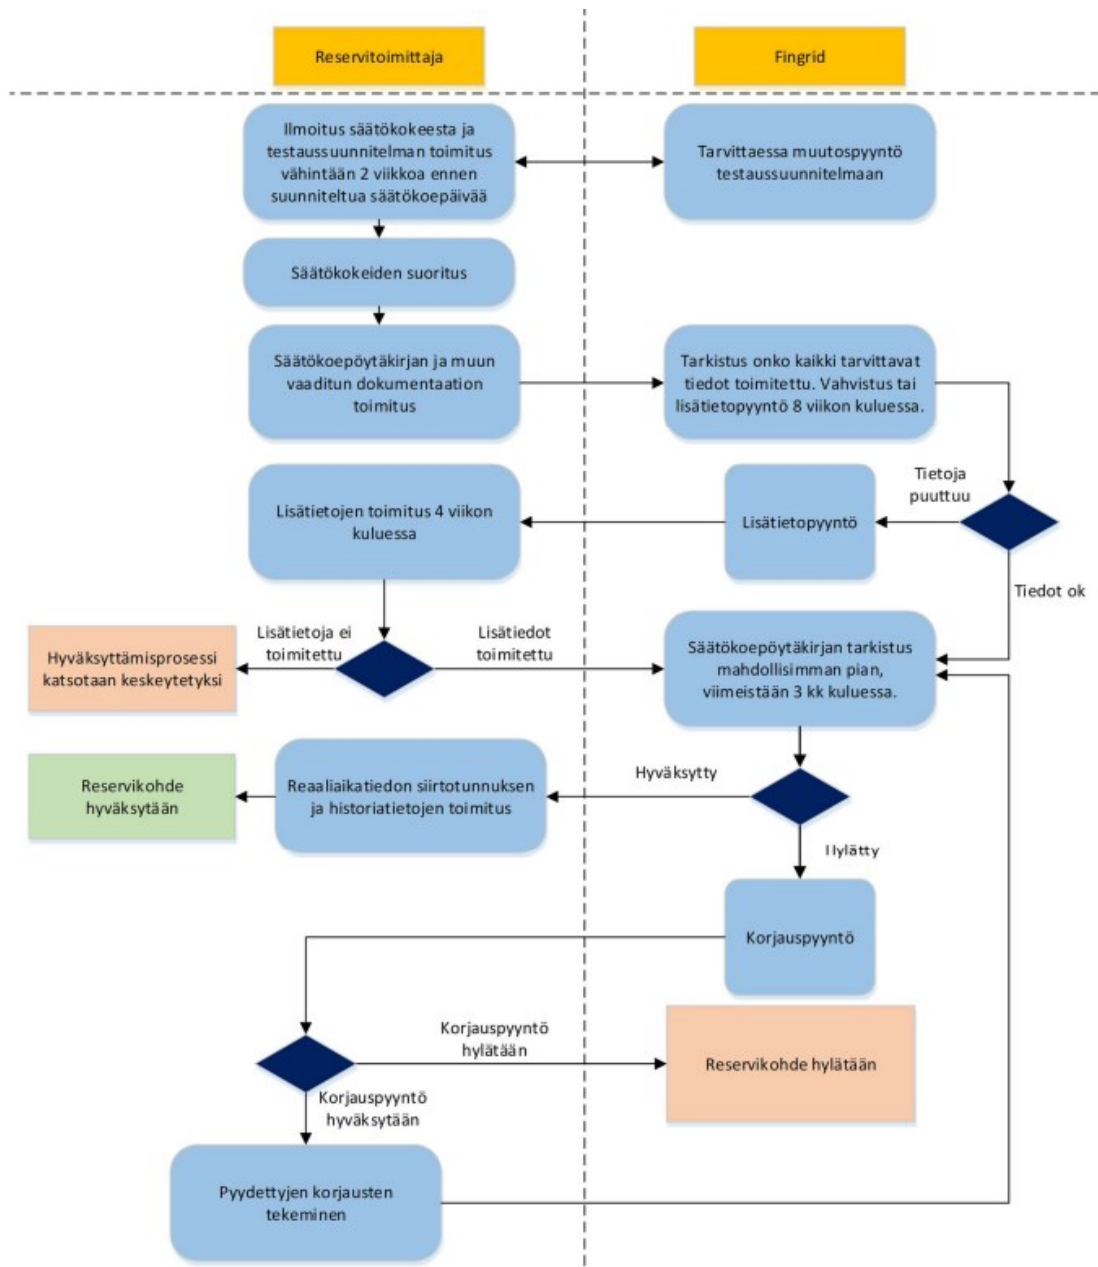 Reservitoimittaja
Fingrid
Ilmoitus säätökokeesta ja
testaussuunnitelman toimitus
vähintään 2 viikkoa ennen
suunniteltua säätökoepäivää
Tarvittaessa muutospyyntö
testaussuunnitelmaan
Säätökokeiden suoritus
Säätökoepöytäkirjan ja muun
vaaditun dokumentaation
toimitus
Tarkistus onko kaikki tarvittavat
tiedot toimitettu. Vahvistus tai
lisätietopyyntö 8 viikon kuluessa.
Tietoja
puuttuu
Lisätietopyyntö
Lisätietojen toimitus 4 viikon
kuluessa
Tiedot ok
Lisätietoja ei
toimitettu
Lisätiedot
toimitettu
Hyväksyttämisprosessi
katsotaan keskeytetyksi
Säätökoepöytäkirjan tarkistus
mahdollisimman pian,
viimeistään 3 kk kuluessa.
Hyväksytty
Reaaliaikatiedon siirtotunnuksen
ja historiatietojen toimitus
Reservikohde
hyväksytään
Hylätty
Korjauspyyntö
Korjauspyyntö
hylätään
Reservikohde hylätään
Korjauspyyntö
hyväksytään
Pyydettyjen korjausten
tekeminen